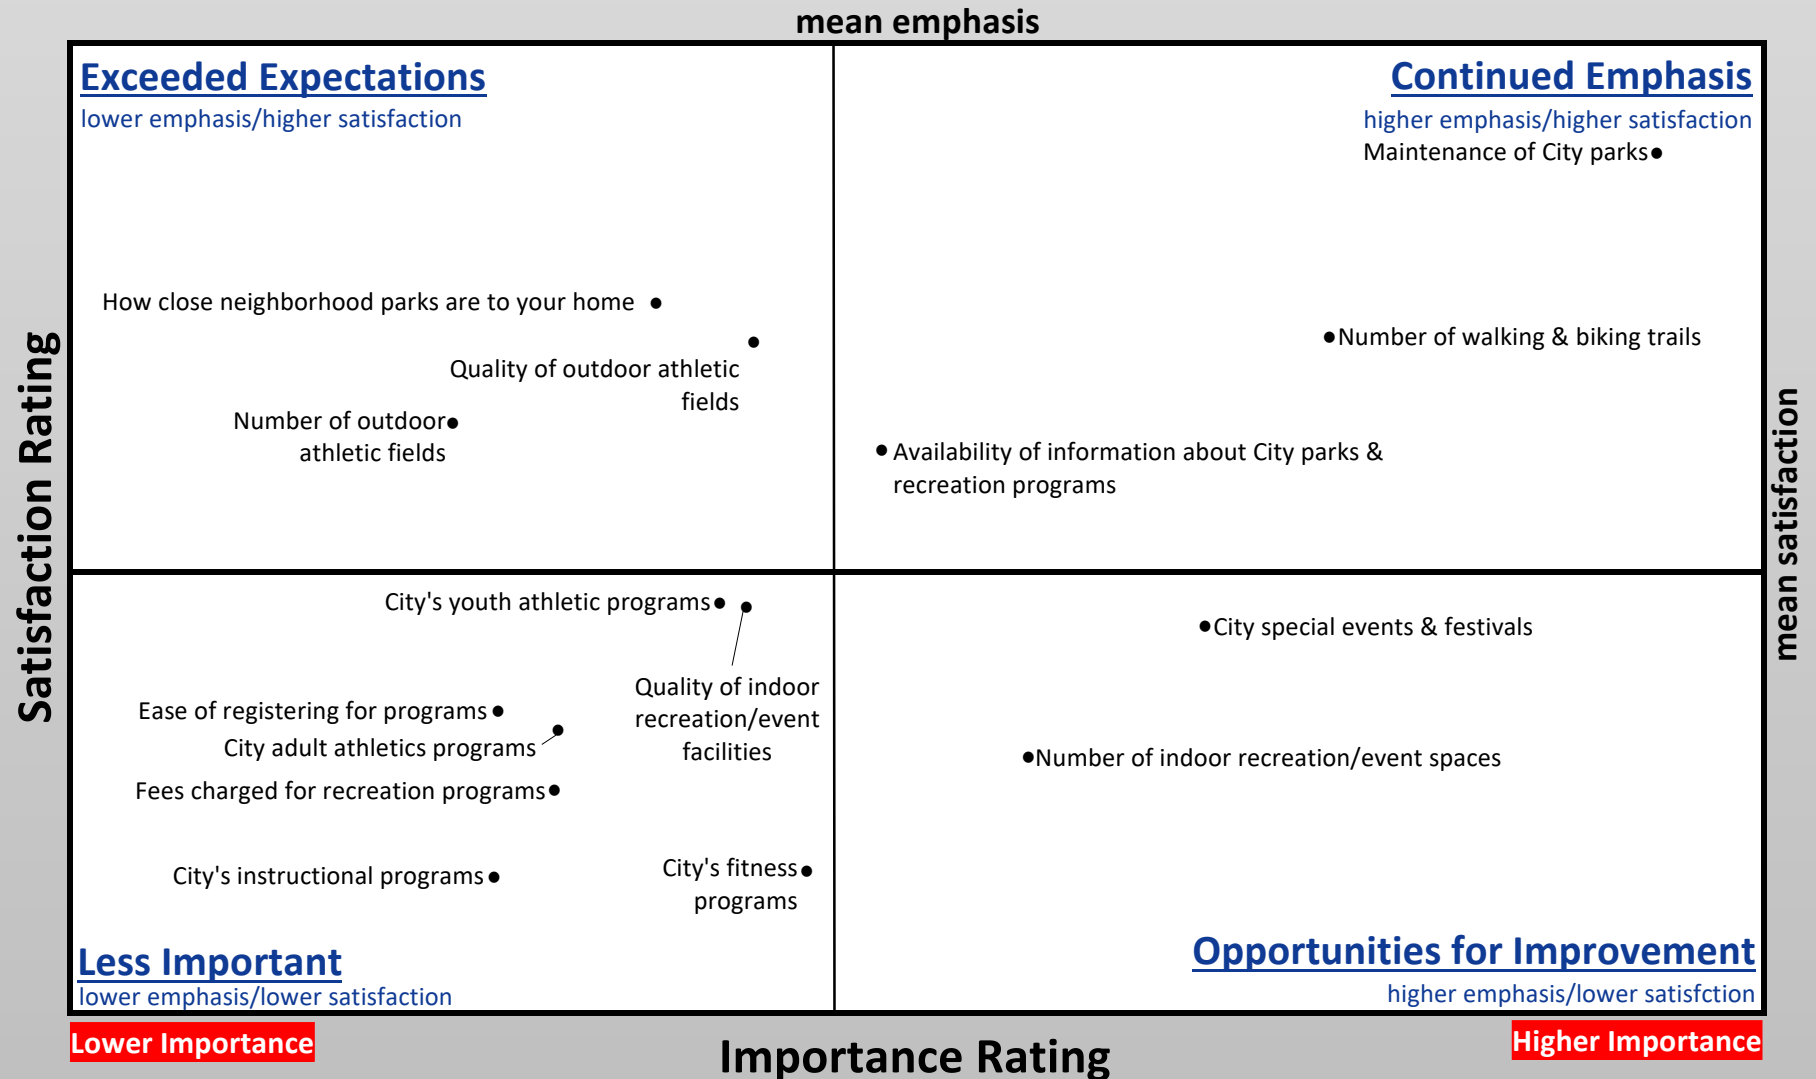 mean emphasis
Exceeded Expectations
lower emphasis/higher satisfaction
Continued Emphasis
higher emphasis/higher satisfaction
Maintenance of City parks
How close neighborhood parks are to your home
Number of walking & biking trails
Quality of outdoor athletic
fields
Number of outdoor
athletic fields
Availability of information about City parks &
recreation programs
Satisfaction Rating
mean satisfaction
City's youth athletic programs
City special events & festivals
Quality of indoor
recreation/event
facilities
Ease of registering for programs
City adult athletics programs
Number of indoor recreation/event spaces
Fees charged for recreation programs
City's instructional programs
City's fitness
programs
Less Important
lower emphasis/lower satisfaction
Opportunities for Improvement
higher emphasis/lower satisfction
Lower Importance
Importance Rating
Higher Importance